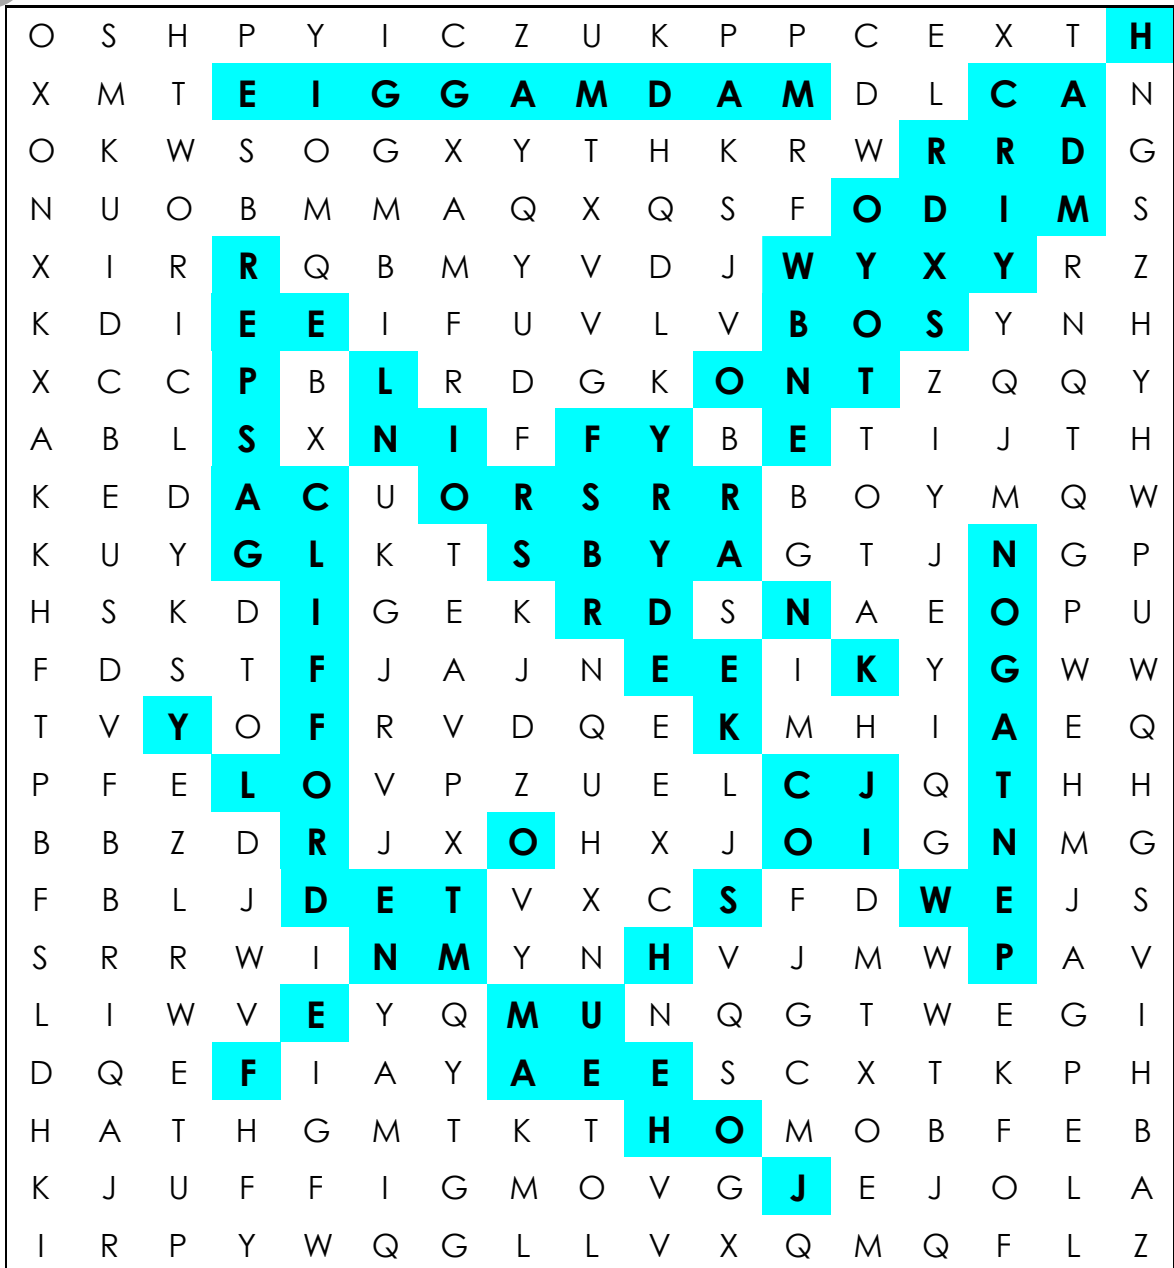 O S H P Y I C Z U K P P C E X T H
X M T E I G G A M D A M D L C A N
O K W S O G X Y T H K R W R R D G
N U O B M M A Q X Q S F O D I M S
X I R R Q B M Y V D J W Y X Y R Z
K D I E E I F U V L V B O S Y N H
X C C P B L R D G K O N T Z Q Q Y
A B L S X N I F F Y B E T I J T H
K E D A C U O R S R R B O Y M Q W
K U Y G L K T S B Y A G T J N G P
H S K D I G E K R D S N A E O P U
F D S T F J A J N E E I K Y G W W
T V Y O F R V D Q E K M H I A E Q
P F E L O V P Z U E L C J Q T H H
B B Z D R J X O H X J O I G N M G
F B L J D E T V X C S F D W E J S
S R R W I N M Y N H V J M W P A V
L I W V E Y Q M U N Q G T W E G I
D Q E F I A Y A E E S C X T K P H
H A T H G M T K T H O M O B F E B
K J U F F I G M O V G J E J O L A
I R P Y W Q G L L V X Q M Q F L Z